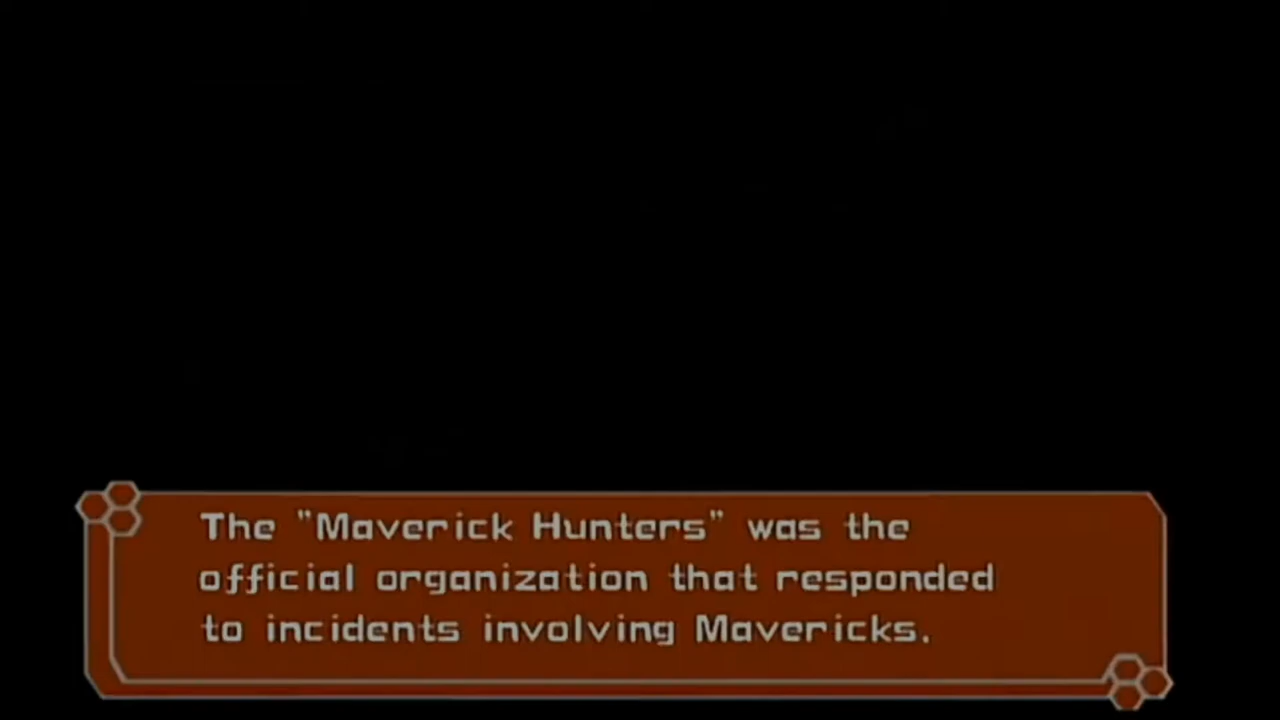 The "Maverick Hunters" was the
official organization that responded
to incidents involving Mavericks.